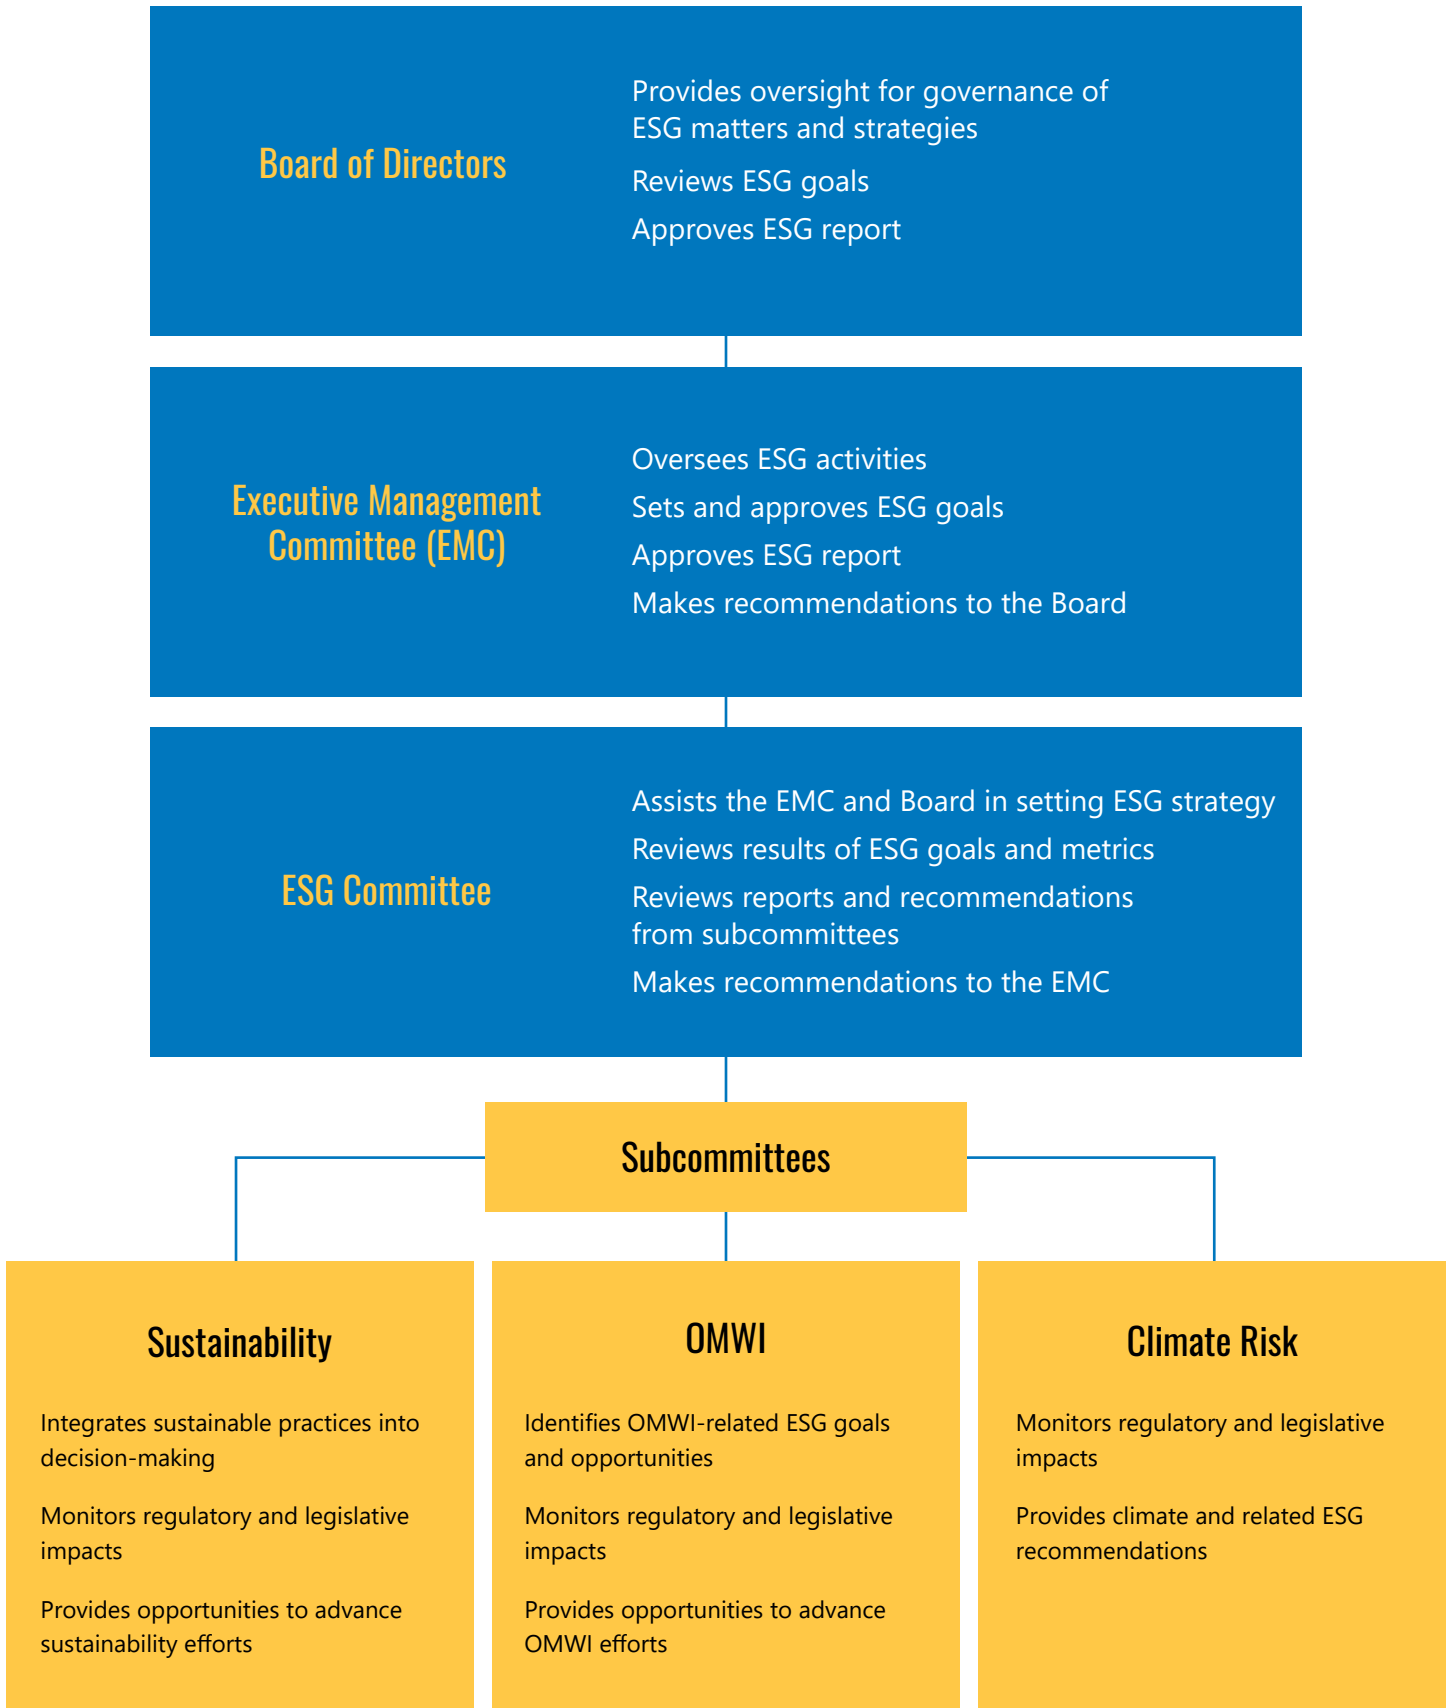 Board of Directors
Provides oversight for governance of
ESG matters and strategies
Reviews ESG goals
Approves ESG report
Executive Management
Committee (EMC)
Oversees ESG activities
Sets and approves ESG goals
Approves ESG report
Makes recommendations to the Board
ESG Committee
Assists the EMC and Board in setting ESG strategy
Reviews results of ESG goals and metrics
Reviews reports and recommendations
from subcommittees
Makes recommendations to the EMC
Subcommittees
Sustainability
Integrates sustainable practices into
decision-making
Monitors regulatory and legislative
impacts
Provides opportunities to advance
sustainability efforts
OMWI
Identifies OMWI-related ESG goals
and opportunities
Monitors regulatory and legislative
impacts
Provides opportunities to advance
OMWI efforts
Climate Risk
Monitors regulatory and legislative
impacts
Provides climate and related ESG
recommendations